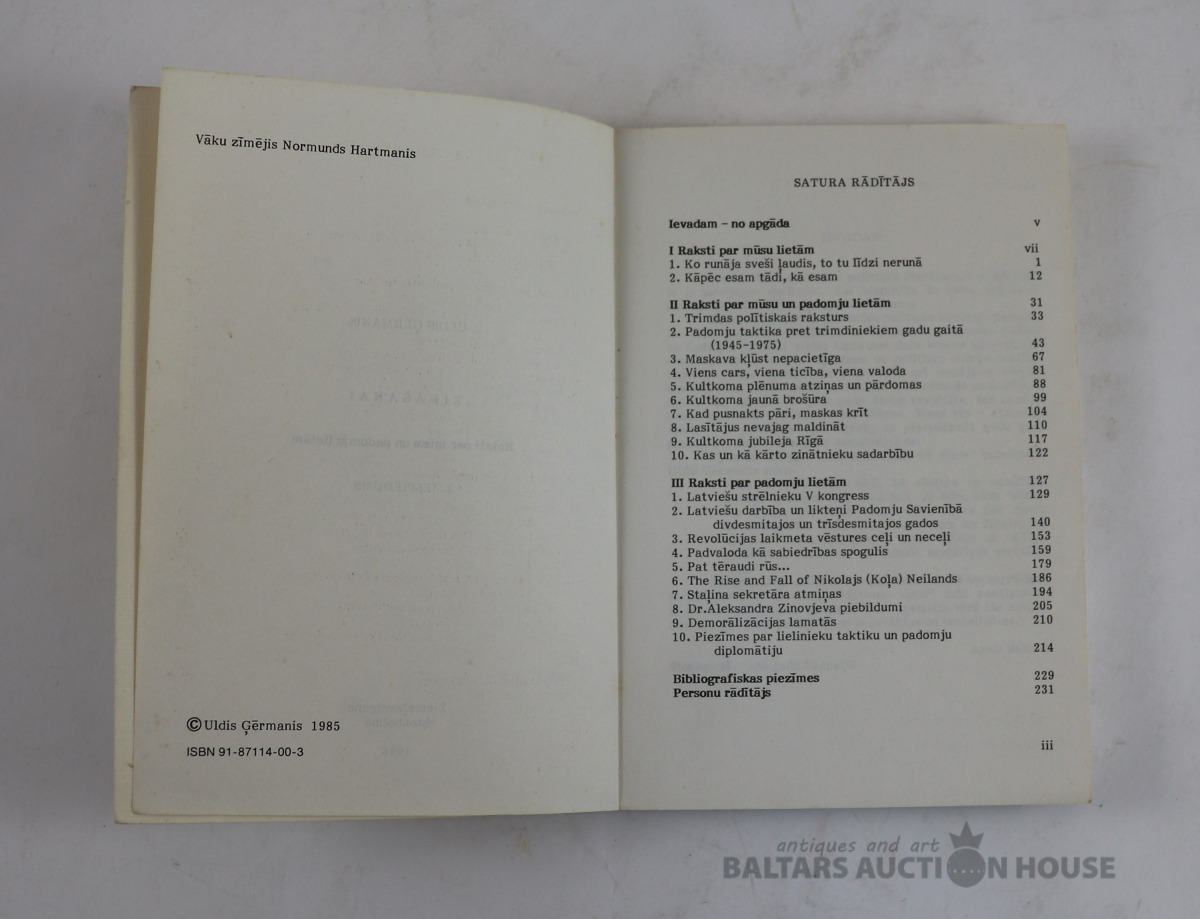 Vāku zīmējis Normunds Hartmanis
© Uldis Ģērmanis 1985
ISBN 91-87114-00-3
SATURA RĀDĪTĀJS
Ievadam – no apgāda v
I Raksti par mūsu lietām vii
1. Ko runāja sveši ļaudis, to tu līdzi nerunā 1
2. Kāpēc esam tādi, kā esam 12
II Raksti par mūsu un padomju lietām 31
1. Trimdas polītiskais raksturs 33
2. Padomju taktika pret trimdiniekiem gadu gaitā
(1945-1975) 43
3. Maskava kļūst nepacietīga 67
4. Viens cars, viena ticība, viena valoda 81
5. Kultkoma plēnuma atziņas un pārdomas 88
6. Kultkoma jaunā brošūra 99
7. Kad pusnakts pāri, maskas krīt 104
8. Lasītājus nevajag maldināt 110
9. Kultkoma jubileja Rīgā 117
10. Kas un kā kārto zinātnieku sadarbību 122
III Raksti par padomju lietām 127
1. Latviešu strēlnieku V kongress 129
2. Latviešu darbība un likteņi Padomju Savienībā
divdesmitajos un trīsdesmitajos gados 140
3. Revolūcijas laikmeta vēstures ceļi un neceļi 153
4. Padvaloda kā sabiedrības spogulis 159
5. Pat tēraudi rūs... 179
6. The Rise and Fall of Nikolajs (Koļa) Neilands 186
7. Staļina sekretāra atmiņas 194
8. Dr.Aleksandra Zinovjeva piebildumi 205
9. Demorālizācijas lamatās 210
10. Piezīmes par lielinieku taktiku un padomju
diplomātiju 214
Bibliografiskas piezīmes 229
Personu rādītājs 231
iii
antiques and art
BALTARS AUCTION HOUSE